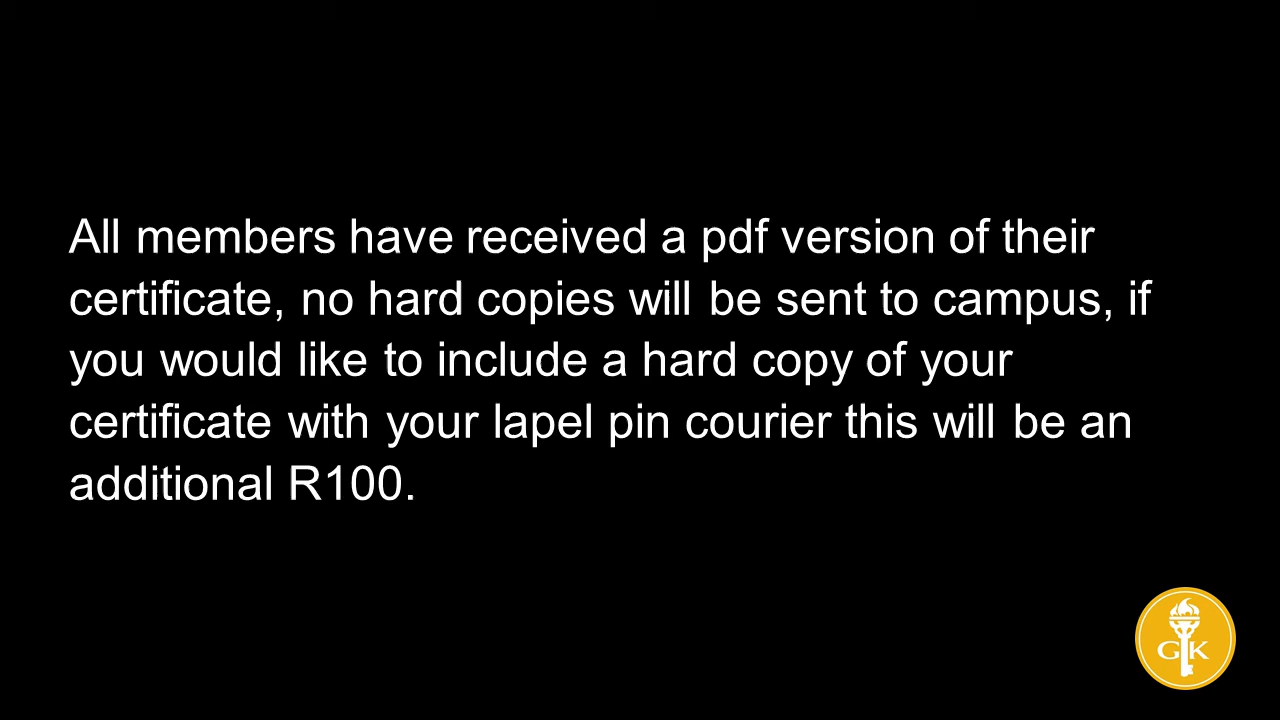 All members have received a pdf version of their
certificate, no hard copies will be sent to campus, if
you would like to include a hard copy of your
certificate with your lapel pin courier this will be an
additional R100.
G K